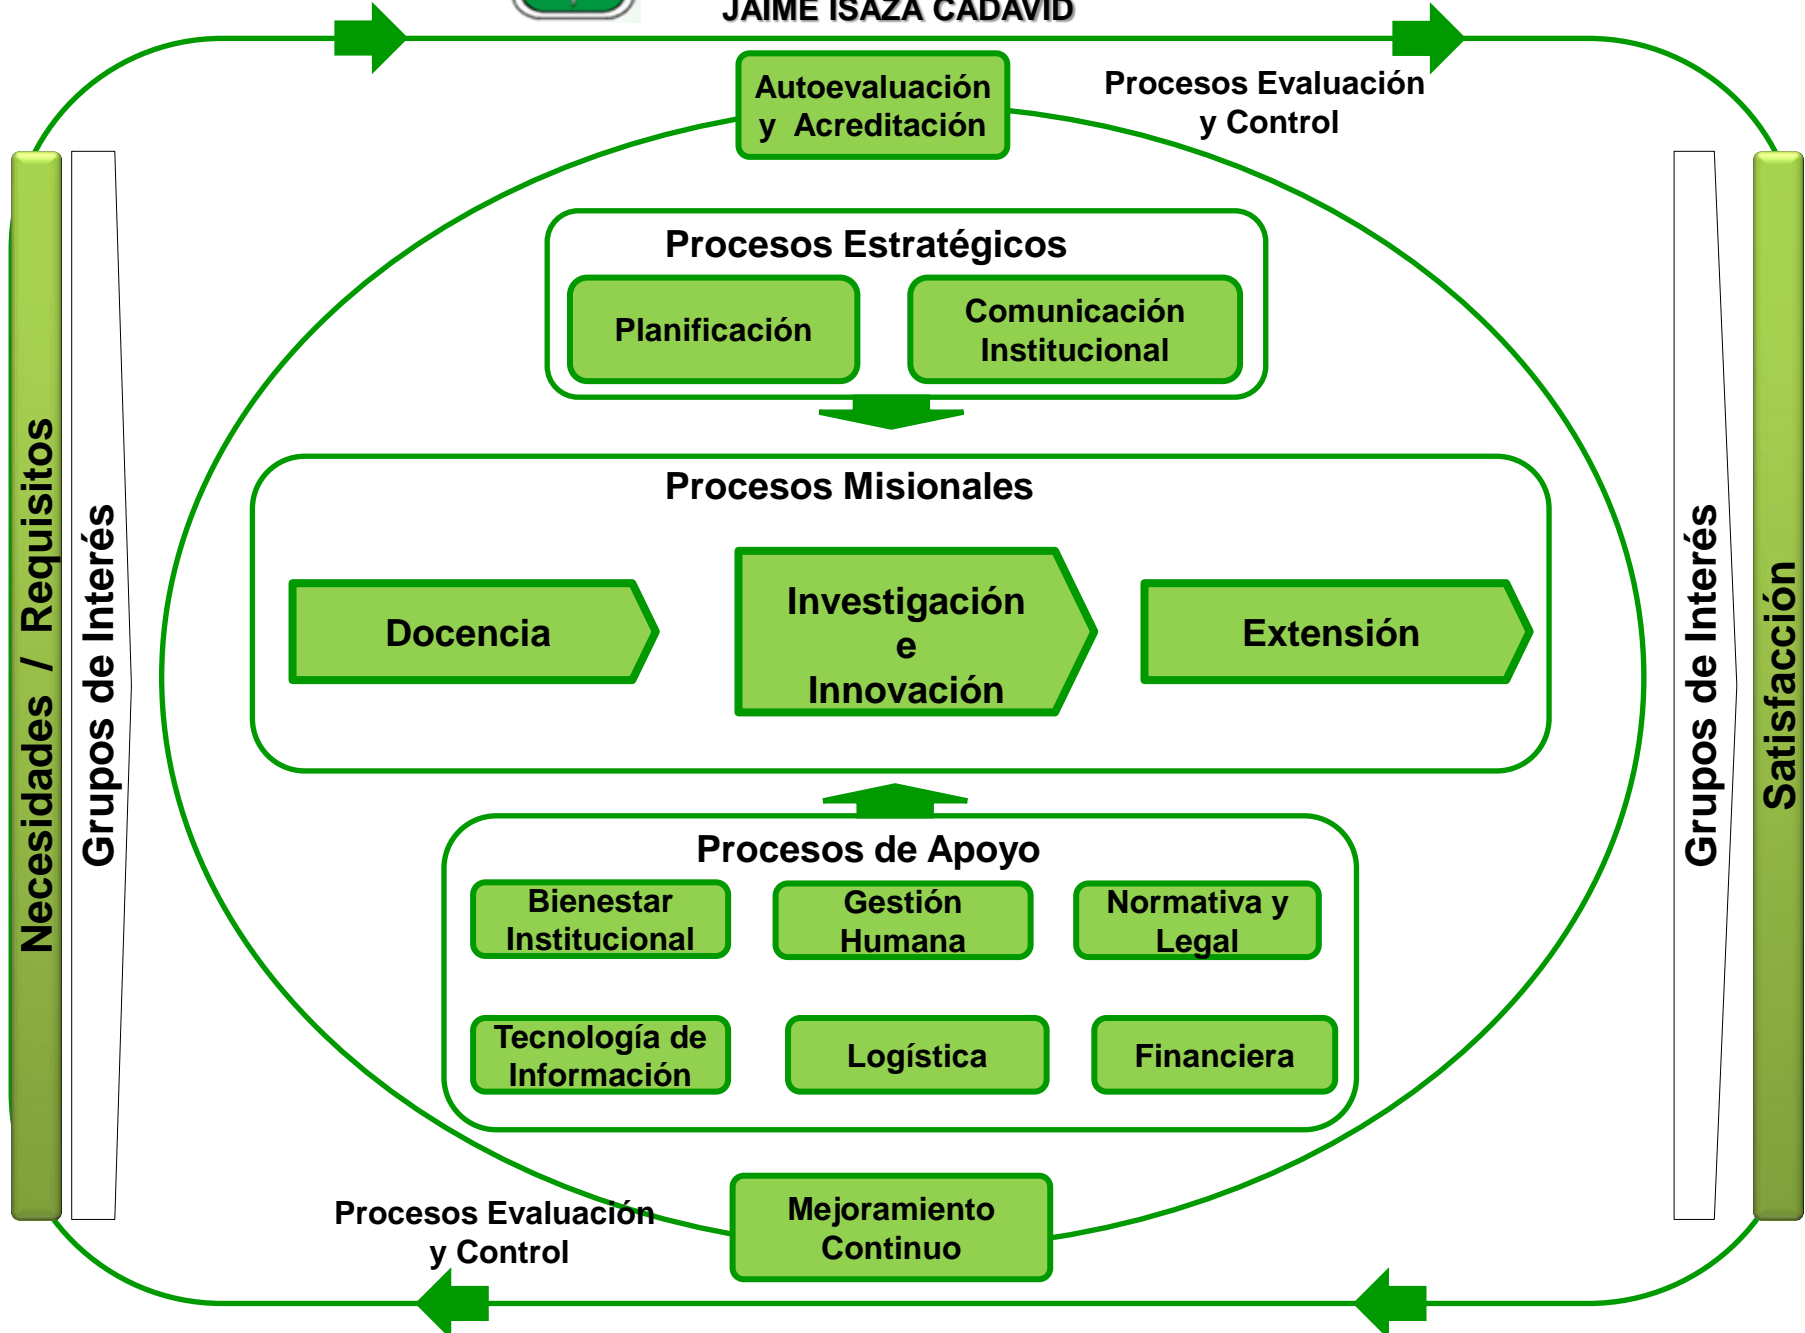 JAIME ISAZA CADAVID
Autoevaluación
y Acreditación
Procesos Evaluación
y Control
Necesidades / Requisitos
Grupos de Interés
Procesos Estratégicos
Planificación
Comunicación
Institucional
Procesos Misionales
Docencia
Investigación
e
Innovación
Extensión
Procesos de Apoyo
Bienestar
Institucional
Gestión
Humana
Normativa y
Legal
Tecnología de
Información
Logística
Financiera
Grupos de Interés
Satisfacción
Procesos Evaluación
y Control
Mejoramiento
Continuo